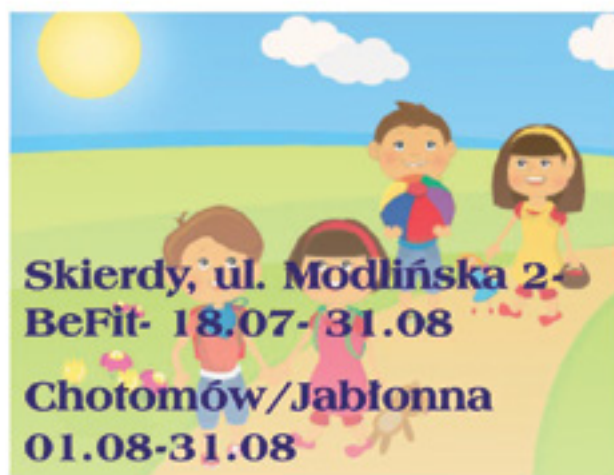 Skierdy, ul. Modlińska 2-
BeFit- 18.07- 31.08
Chotomów/Jabłonna
01.08-31.08